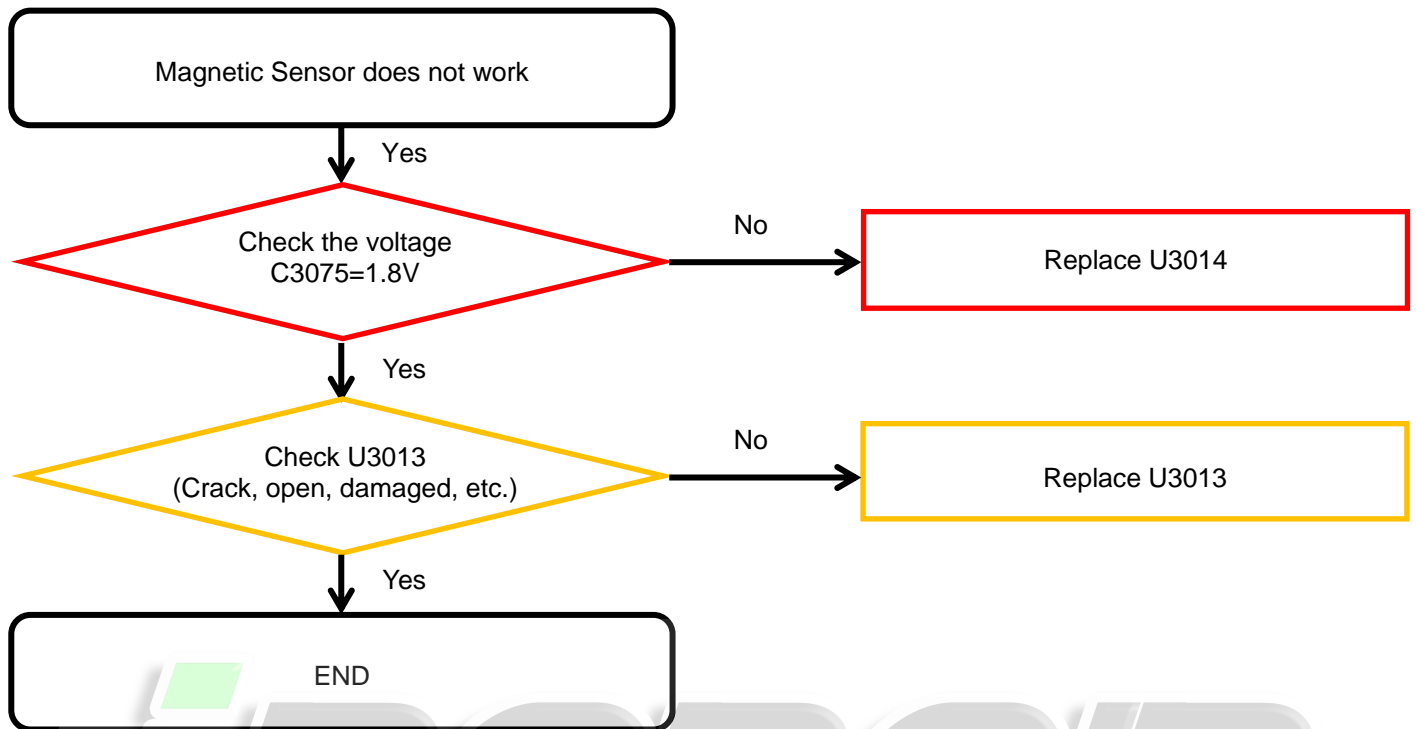 Magnetic Sensor does not work
Yes
Check the voltage
C3075=1.8V
No
Replace U3014
Yes
Check U3013
(Crack, open, damaged, etc.)
No
Replace U3013
Yes
END